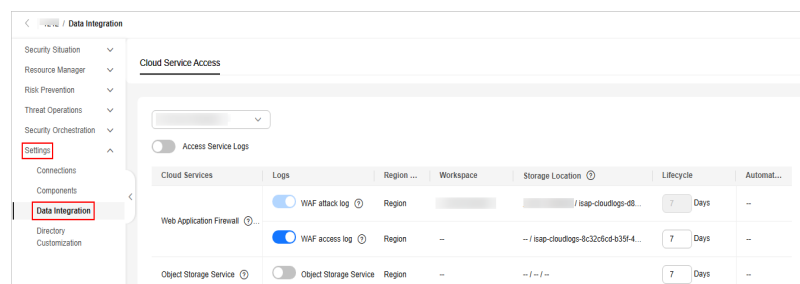 / Data Integration
Security Situation
Resource Manager
Risk Prevention
Threat Operations
Security Orchestration
Settings
Connections
Components
Data Integration
Directory
Customization
Cloud Service Access
Access Service Logs
Cloud Services Logs Region ... Workspace Storage Location Lifecycle Automat...
WAF attack log Region / isap-cloudlogs-d8... 7 Days --
Web Application Firewall ...
WAF access log Region -- -- / isap-cloudlogs-8c32c6cd-b35f-4... 7 Days --
Object Storage Service Object Storage Service Region -- -- / -- / -- 7 Days --